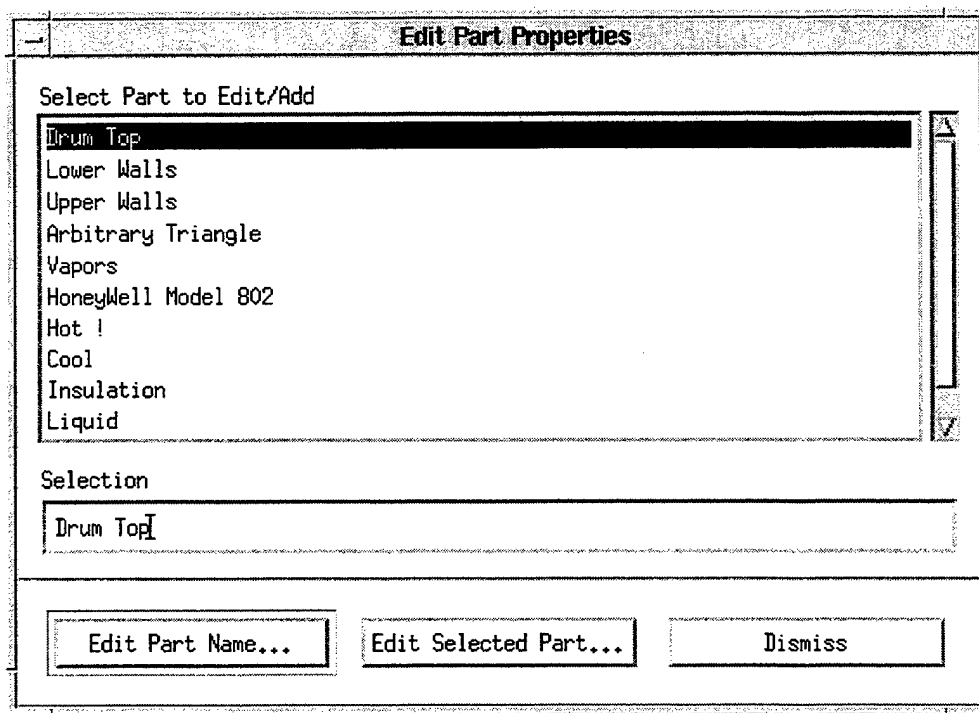 Edit Part Properties
Select Part to Edit/Add
Drum Top
Lower Walls
Upper Walls
Arbitrary Triangle
Vapors
HoneyWell Model 802
Hot !
Cool
Insulation
Liquid
Selection
Drum Top
Edit Part Name...
Edit Selected Part...
Dismiss